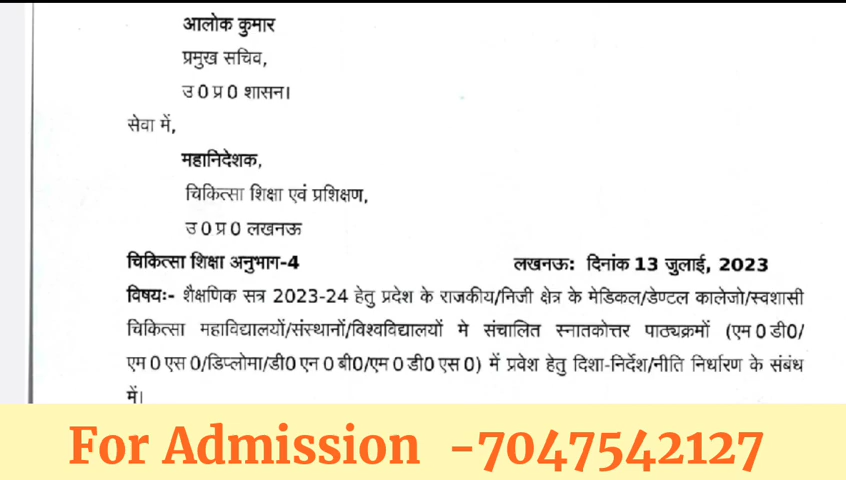 आलोक कुमार
प्रमुख सचिव,
उ0प्र0 शासन।
सेवा में,
महानिदेशक,
चिकित्सा शिक्षा एवं प्रशिक्षण,
उ0प्र0 लखनऊ
चिकित्सा शिक्षा अनुभाग-4 लखनऊः दिनांक 13 जुलाई, 2023
विषयः- शैक्षणिक सत्र 2023-24 हेतु प्रदेश के राजकीय/निजी क्षेत्र के मेडिकल/डेण्टल कालेजो/स्वशासी
चिकित्सा महाविद्यालयों/संस्थानों/विश्वविद्यालयों मे संचालित स्नातकोत्तर पाठ्यक्रमों (एम0डी0/
एम0एस0/डिप्लोमा/डी0एन0बी0/एम0डी0एस0) में प्रवेश हेतु दिशा-निर्देश/नीति निर्धारण के संबंध
में।
For Admission -7047542127